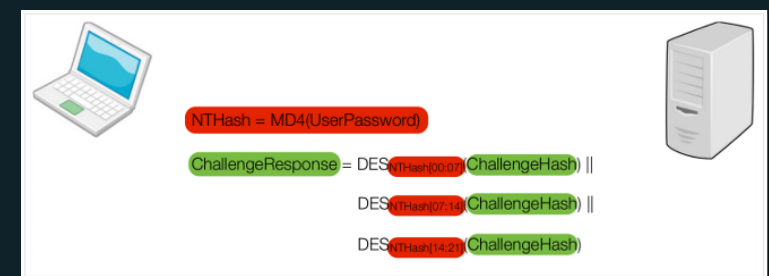 NTHash = MD4(UserPassword)
ChallengeResponse = DESNTHash[00:07](ChallengeHash) ||
DESNTHash[07:14](ChallengeHash) ||
DESNTHash[14:21](ChallengeHash)